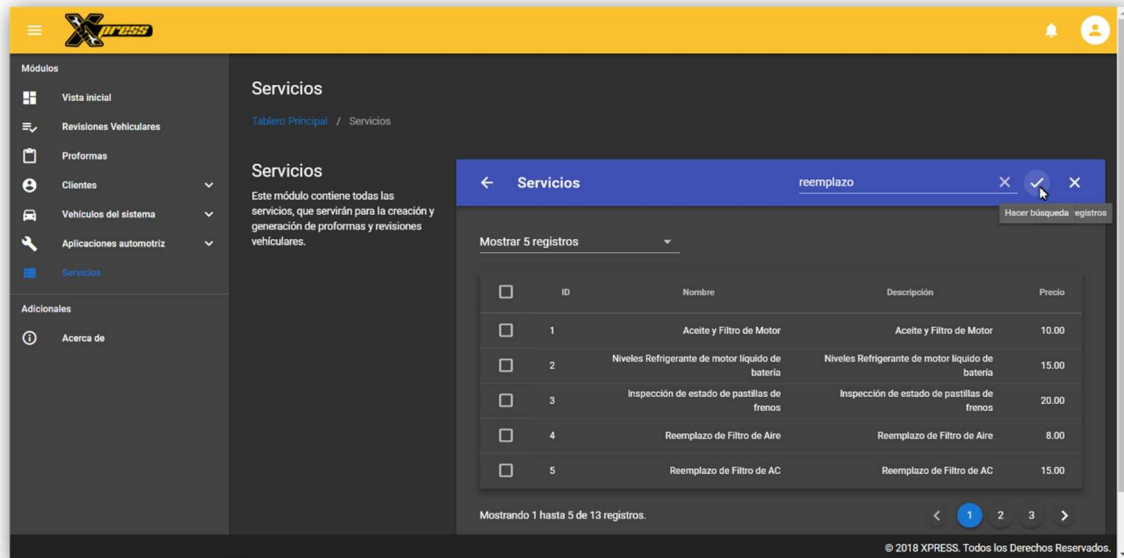 Xpress
Módulos
Vista inicial
Revisiones Vehiculares
Proformas
Clientes
Vehículos del sistema
Aplicaciones automotríz
Servicios
Adicionales
Acerca de
Servicios
Tablero Principal / Servicios
Servicios
Este módulo contiene todas las
servicios, que servirán para la creación y
generación de proformas y revisiones
vehículares.
Servicios
reemplazo
Hacer búsqueda
egistros
Mostrar 5 registros
ID Nombre Descripción Precio
1 Aceite y Filtro de Motor Aceite y Filtro de Motor 10.00
2 Niveles Refrigerante de motor líquido de Niveles Refrigerante de motor líquido de 15.00
batería batería
3 Inspección de estado de pastillas de Inspección de estado de pastillas de 20.00
frenos frenos
4 Reemplazo de Filtro de Aire Reemplazo de Filtro de Aire 8.00
5 Reemplazo de Filtro de AC Reemplazo de Filtro de AC 15.00
Mostrando 1 hasta 5 de 13 registros.
1 2 3
© 2018 XPRESS. Todos los Derechos Reservados.